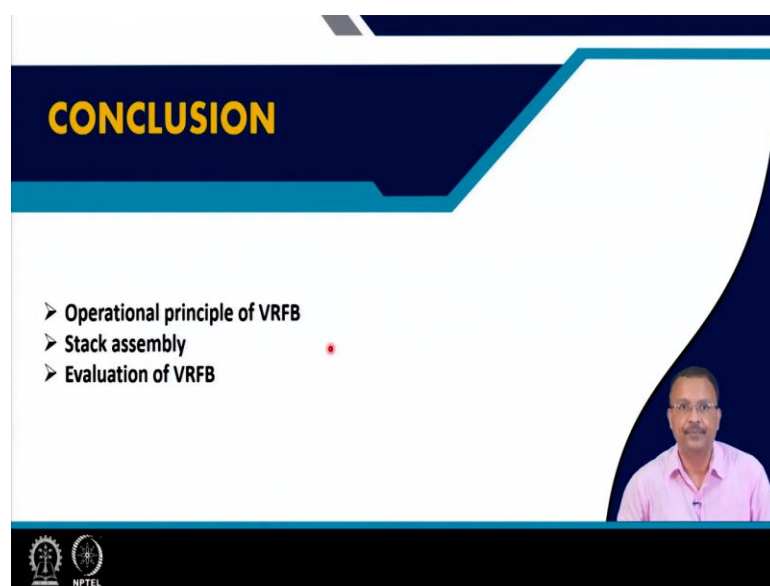 CONCLUSION
➢ Operational principle of VRFB
➢ Stack assembly
➢ Evaluation of VRFB
NPTEL